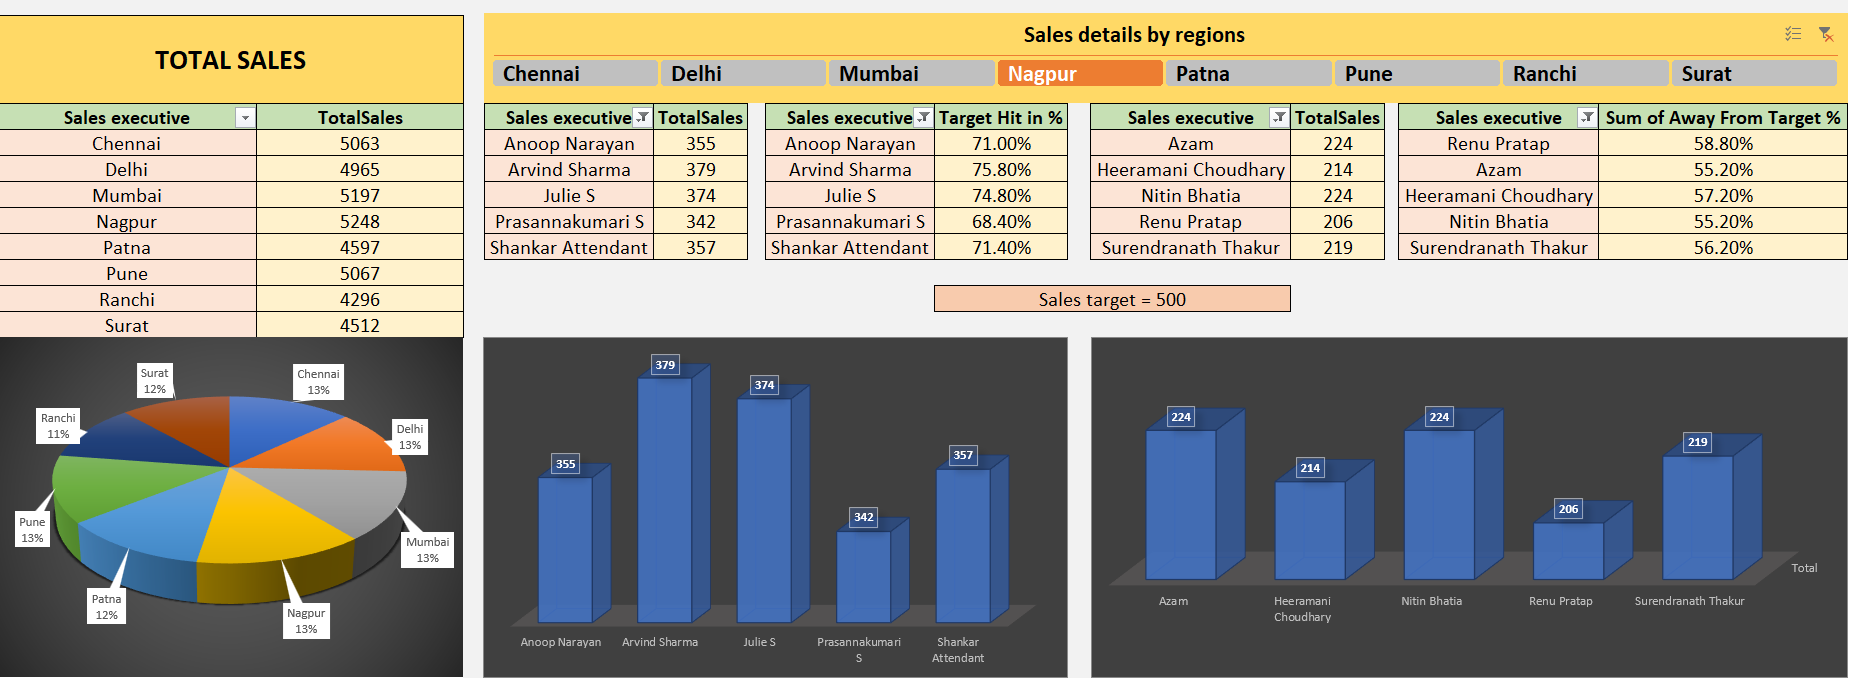 TOTAL SALES
Sales executive TotalSales
Chennai 5063
Delhi 4965
Mumbai 5197
Nagpur 5248
Patna 4597
Pune 5067
Ranchi 4296
Surat 4512
Sales details by regions
Chennai Delhi Mumbai Nagpur Patna Pune Ranchi Surat
Sales executive TotalSales
Anoop Narayan 355
Arvind Sharma 379
Julie S 374
Prasannakumari S 342
Shankar Attendant 357
Sales executive Target Hit in %
Anoop Narayan 71.00%
Arvind Sharma 75.80%
Julie S 74.80%
Prasannakumari S 68.40%
Shankar Attendant 71.40%
Sales executive TotalSales
Azam 224
Heeramani Choudhary 214
Nitin Bhatia 224
Renu Pratap 206
Surendranath Thakur 219
Sales executive Sum of Away From Target %
Renu Pratap 58.80%
Azam 55.20%
Heeramani Choudhary 57.20%
Nitin Bhatia 55.20%
Surendranath Thakur 56.20%
Sales target = 500
Surat
12%
Chennai
13%
Ranchi
11%
Delhi
13%
Pune
13%
Mumbai
13%
Patna
12%
Nagpur
13%
379
374
355
357
342
Anoop Narayan Arvind Sharma Julie S Prasannakumari Shankar
S Attendant
224 224
219
214
206
Total
Azam Heeramani Nitin Bhatia Renu Pratap Surendranath Thakur
Choudhary